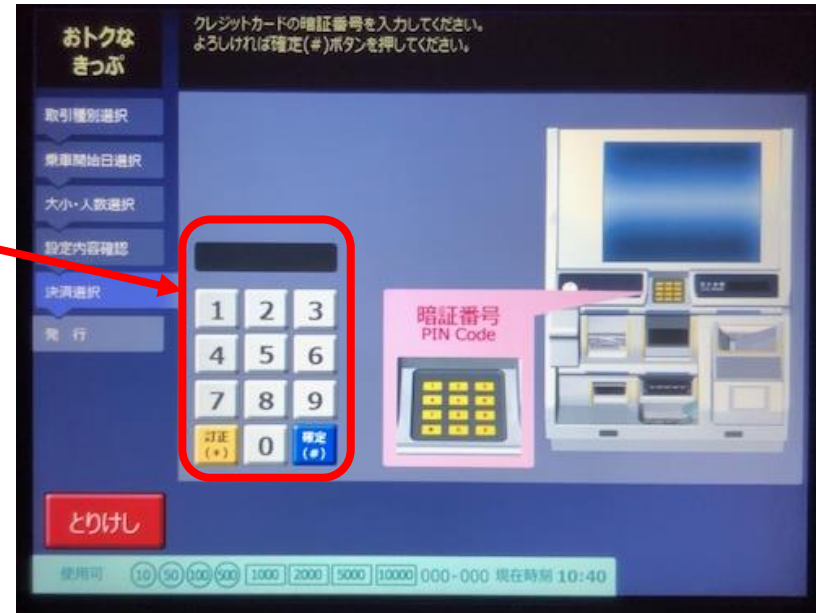 おトクな
きっぷ
クレジットカードの暗証番号を入力してください。
よろしければ確定(#)ボタンを押してください。
取引種別選択
乗車開始日選択
大小・人数選択
設定内容確認
決済選択
発 行
1 2 3
4 5 6
7 8 9
訂正 0 確定
(*) (#)
暗証番号
PIN Code
とりけし
使用可 10 50 100 500 1000 2000 5000 10000 000-000 現在時刻 10:40